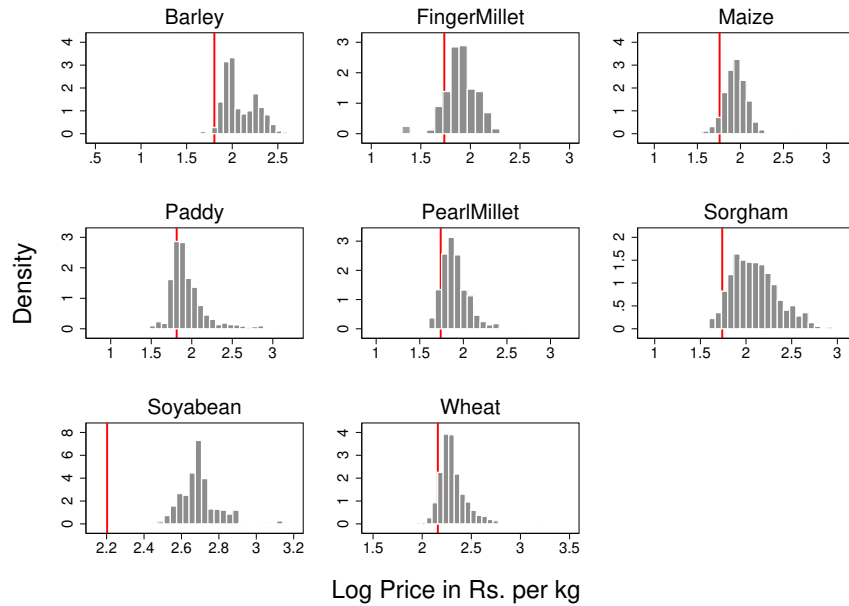 Barley
FingerMillet
Maize
0 1 2 3 4
.5 1 1.5 2 2.5
0 1 2 3
1 1.5 2 2.5 3
0 1 2 3 4
1 1.5 2 2.5 3
Paddy
PearlMillet
Sorgham
0 1 2 3
1 1.5 2 2.5 3
0 1 2 3
1 1.5 2 2.5 3
0 .5 1 1.5 2
1 1.5 2 2.5 3
Soyabean
Wheat
0 2 4 6 8
2.2 2.4 2.6 2.8 3 3.2
0 1 2 3 4
1.5 2 2.5 3 3.5
Density
Log Price in Rs. per kg